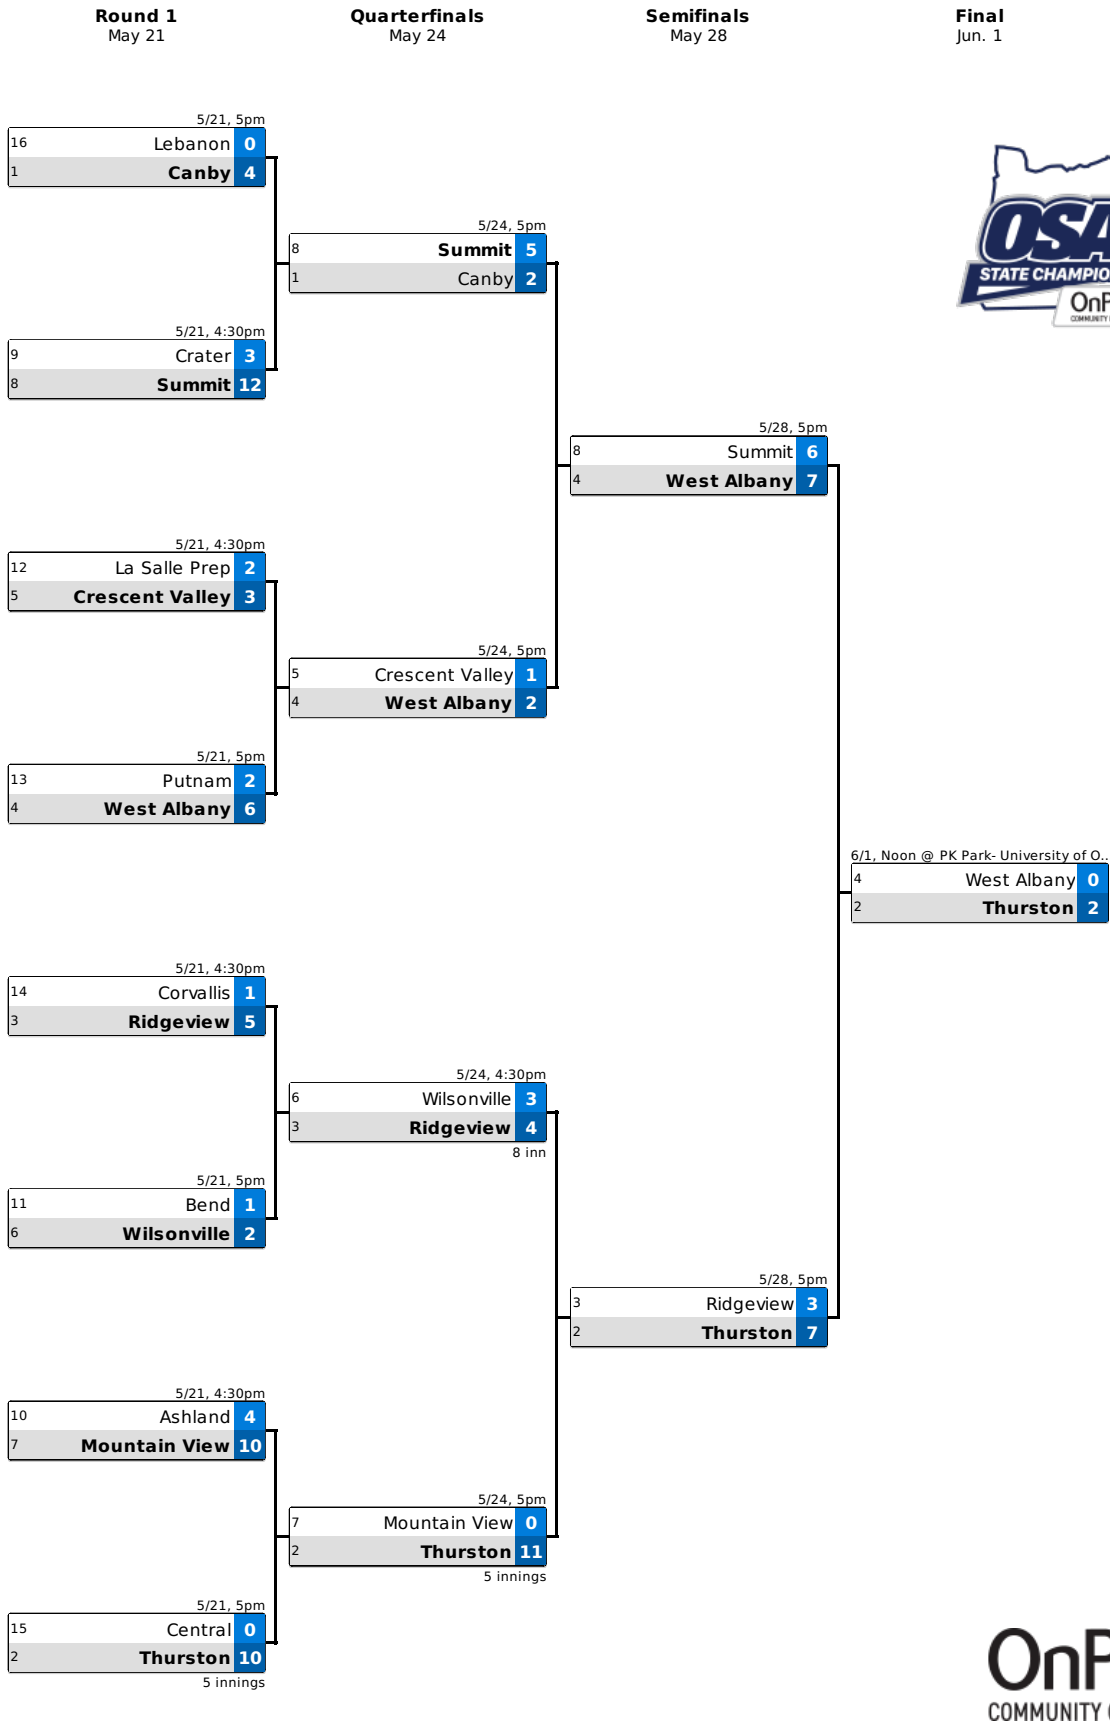 Round 1
May 21
Quarterfinals
May 24
Semifinals
May 28
Final
Jun. 1
5/21, 5pm
16 Lebanon 0
1 Canby 4
5/21, 4:30pm
9 Crater 3
8 Summit 12
5/21, 4:30pm
12 La Salle Prep 2
5 Crescent Valley 3
5/21, 5pm
13 Putnam 2
4 West Albany 6
5/21, 4:30pm
14 Corvallis 1
3 Ridgeview 5
5/21, 5pm
11 Bend 1
6 Wilsonville 2
5/21, 4:30pm
10 Ashland 4
7 Mountain View 10
5/21, 5pm
15 Central 0
2 Thurston 10
5 innings
5/24, 5pm
8 Summit 5
1 Canby 2
5/24, 5pm
5 Crescent Valley 1
4 West Albany 2
5/24, 4:30pm
6 Wilsonville 3
3 Ridgeview 4
8 inn
5/24, 5pm
7 Mountain View 0
2 Thurston 11
5 innings
5/28, 5pm
8 Summit 6
4 West Albany 7
5/28, 5pm
3 Ridgeview 3
2 Thurston 7
6/1, Noon @ PK Park- University of O..
4 West Albany 0
2 Thurston 2
OSA
STATE CHAMPIO
OnP
COMMUNITY
OnP
COMMUNITY